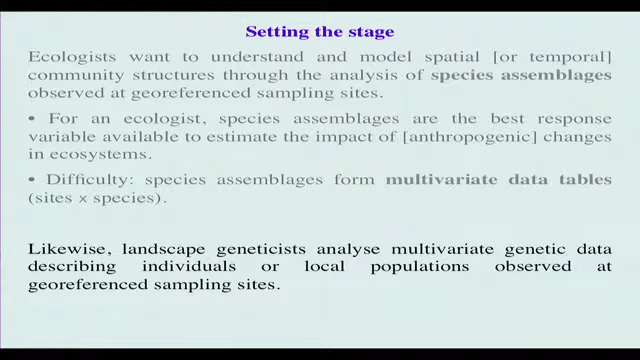 Setting the stage
Ecologists want to understand and model spatial [or temporal]
community structures through the analysis of species assemblages
observed at georeferenced sampling sites.
• For an ecologist, species assemblages are the best response
variable available to estimate the impact of [anthropogenic] changes
in ecosystems.
• Difficulty: species assemblages form multivariate data tables
(sites x species).
Likewise, landscape geneticists analyse multivariate genetic data
describing individuals or local populations observed at
georeferenced sampling sites.